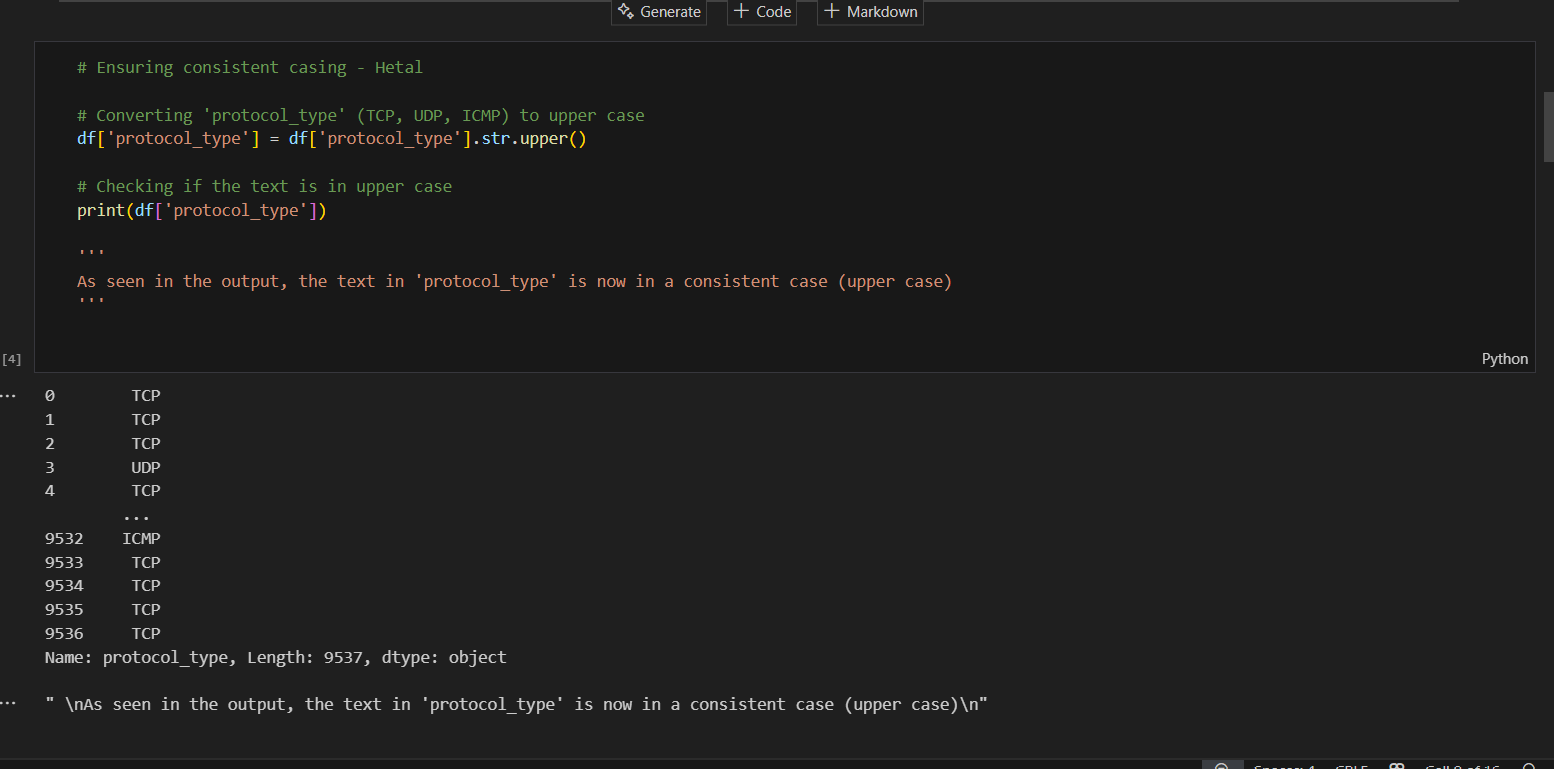 Generate + Code + Markdown
# Ensuring consistent casing - Hetal
# Converting 'protocol_type' (TCP, UDP, ICMP) to upper case
df['protocol_type'] = df['protocol_type'].str.upper()
# Checking if the text is in upper case
print(df['protocol_type'])
'''
As seen in the output, the text in 'protocol_type' is now in a consistent case (upper case)
'''
[4] Python
... 0 TCP
1 TCP
2 TCP
3 UDP
4 TCP
...
9532 ICMP
9533 TCP
9534 TCP
9535 TCP
9536 TCP
Name: protocol_type, Length: 9537, dtype: object
... " \nAs seen in the output, the text in 'protocol_type' is now in a consistent case (upper case)\n"